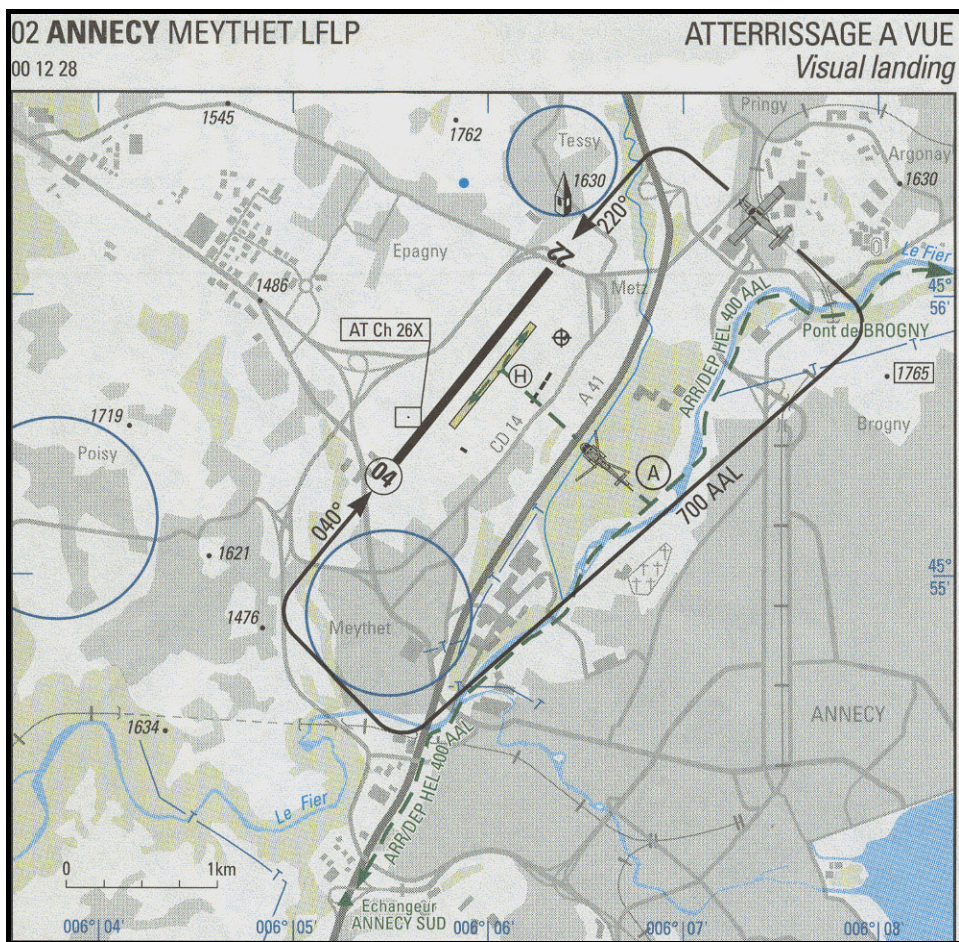 02 ANNECY MEYTHET LFLP
ATTERRISSAGE A VUE
00 12 28
Visual landing
1545
1762
Tessy
Pringy
Argonay
1630
1630
220°
22
Epagny
Le Fier
45°
56'
1486
Metz
AT Ch 26X
ARR/DEP HEL 400 AAL
Pont de BROGNY
1765
H
A 41
CD 14
Brogny
1719
Poisy
04
A
700 AAL
040°
1621
45°
55'
1476
Meythet
1634
ANNECY
Le Fier
ARR/DEP HEL 400 AAL
0
1km
Echangeur
ANNECY SUD
006° 04'
006° 05'
006° 06'
006° 07'
006° 08'
T
T
T
T
T
T
T
T
T
T